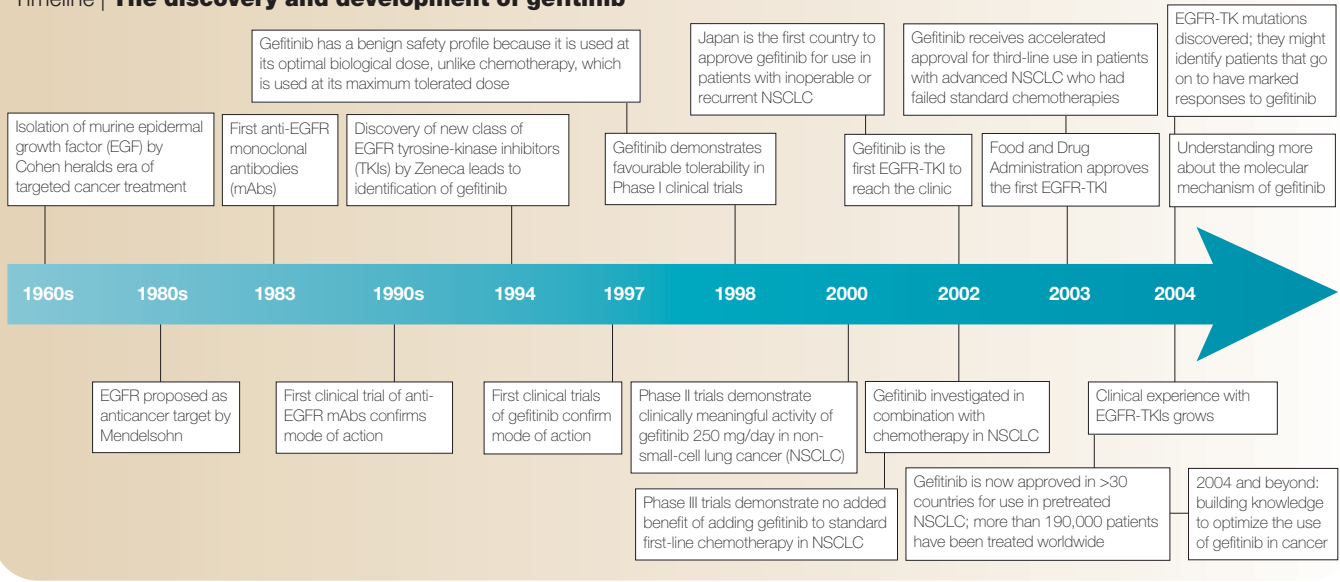 Timeline | The discovery and development of gefitinib
Gefitinib has a benign safety profile because it is used at
its optimal biological dose, unlike chemotherapy, which
is used at its maximum tolerated dose
Japan is the first country to
approve gefitinib for use in
patients with inoperable or
recurrent NSCLC
Gefitinib receives accelerated
approval for third-line use in patients
with advanced NSCLC who had
failed standard chemotherapies
EGFR-TK mutations
discovered; they might
identify patients that go
on to have marked
responses to gefitinib
Isolation of murine epidermal
growth factor (EGF) by
Cohen heralds era of
targeted cancer treatment
First anti-EGFR
monoclonal
antibodies
(mAbs)
Discovery of new class of
EGFR tyrosine-kinase inhibitors
(TKIs) by Zeneca leads to
identification of gefitinib
Gefitinib demonstrates
favourable tolerability in
Phase I clinical trials
Gefitinib is the
first EGFR-TKI to
reach the clinic
Food and Drug
Administration approves
the first EGFR-TKI
Understanding more
about the molecular
mechanism of gefitinib
1960s 1980s 1983 1990s 1994 1997 1998 2000 2002 2003 2004
EGFR proposed as
anticancer target by
Mendelsohn
First clinical trial of anti-
EGFR mAbs confirms
mode of action
First clinical trials
of gefitinib confirm
mode of action
Phase II trials demonstrate
clinically meaningful activity of
gefitinib 250 mg/day in non-
small-cell lung cancer (NSCLC)
Gefitinib investigated in
combination with
chemotherapy in NSCLC
Clinical experience with
EGFR-TKIs grows
Phase III trials demonstrate no added
benefit of adding gefitinib to standard
first-line chemotherapy in NSCLC
Gefitinib is now approved in >30
countries for use in pretreated
NSCLC; more than 190,000 patients
have been treated worldwide
2004 and beyond:
building knowledge
to optimize the use
of gefitinib in cancer